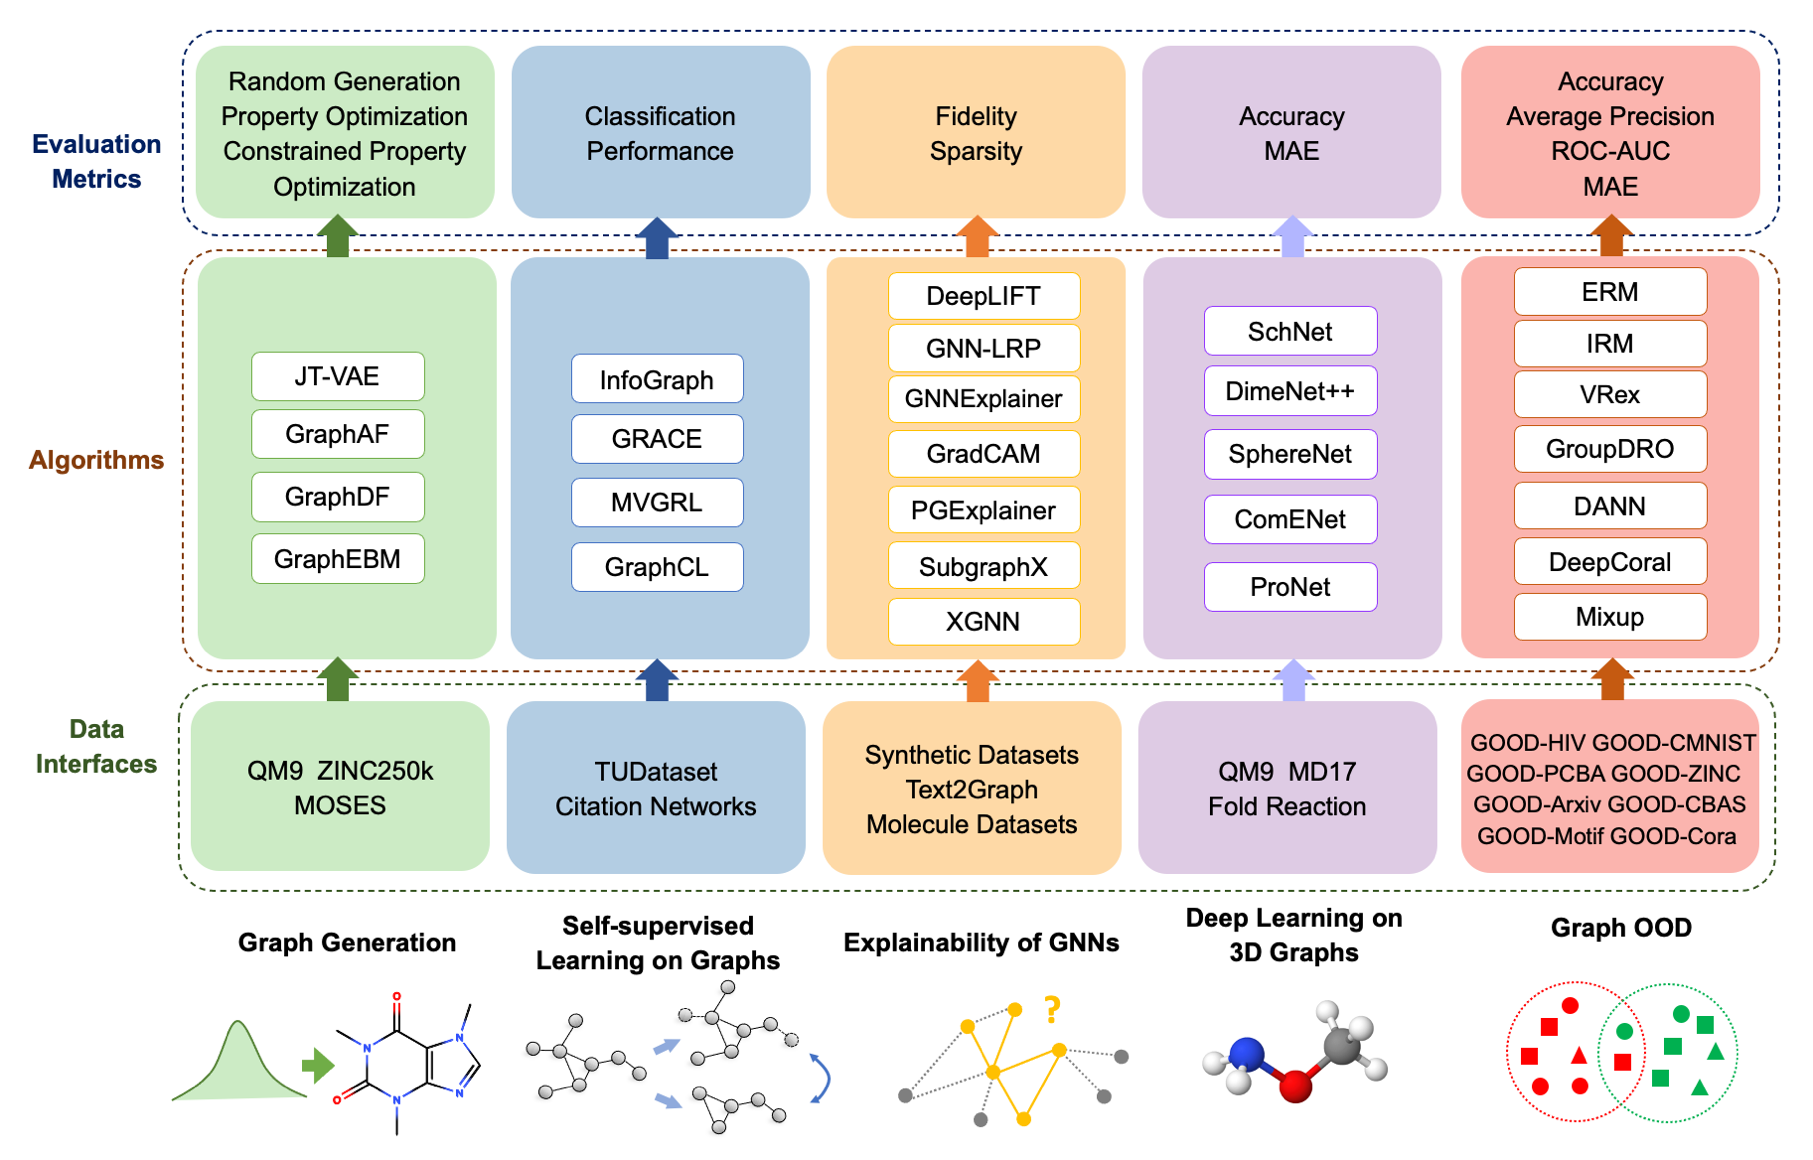 Evaluation
Metrics
Random Generation
Property Optimization
Constrained Property
Optimization
Classification
Performance
Fidelity
Sparsity
Accuracy
MAE
Accuracy
Average Precision
ROC-AUC
MAE
Algorithms
JT-VAE
GraphAF
GraphDF
GraphEBM
InfoGraph
GRACE
MVGRL
GraphCL
DeepLIFT
GNN-LRP
GNNExplainer
GradCAM
PGExplainer
SubgraphX
XGNN
SchNet
DimeNet++
SphereNet
ComENet
ProNet
ERM
IRM
VRex
GroupDRO
DANN
DeepCoral
Mixup
Data
Interfaces
QM9 ZINC250k
MOSES
TUDataset
Citation Networks
Synthetic Datasets
Text2Graph
Molecule Datasets
QM9 MD17
Fold Reaction
GOOD-HIV GOOD-CMNIST
GOOD-PCBA GOOD-ZINC
GOOD-Arxiv GOOD-CBAS
GOOD-Motif GOOD-Cora
Graph Generation
Self-supervised
Learning on Graphs
Explainability of GNNs
Deep Learning on
3D Graphs
Graph OOD
O
N
N
O
N
N
?